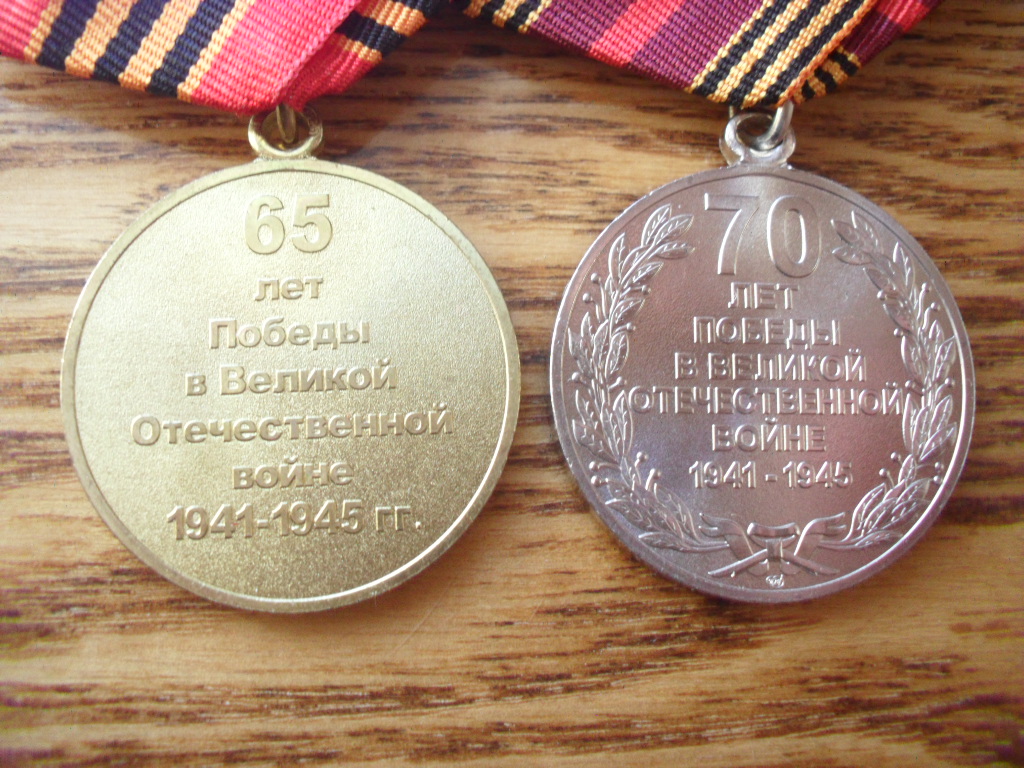 65
лет
Победы
в Великой
Отечественной
войне
1941-1945 гг.
70
ЛЕТ
ПОБЕДЫ
В ВЕЛИКОЙ
ОТЕЧЕСТВЕННОЙ
ВОЙНЕ
1941 - 1945